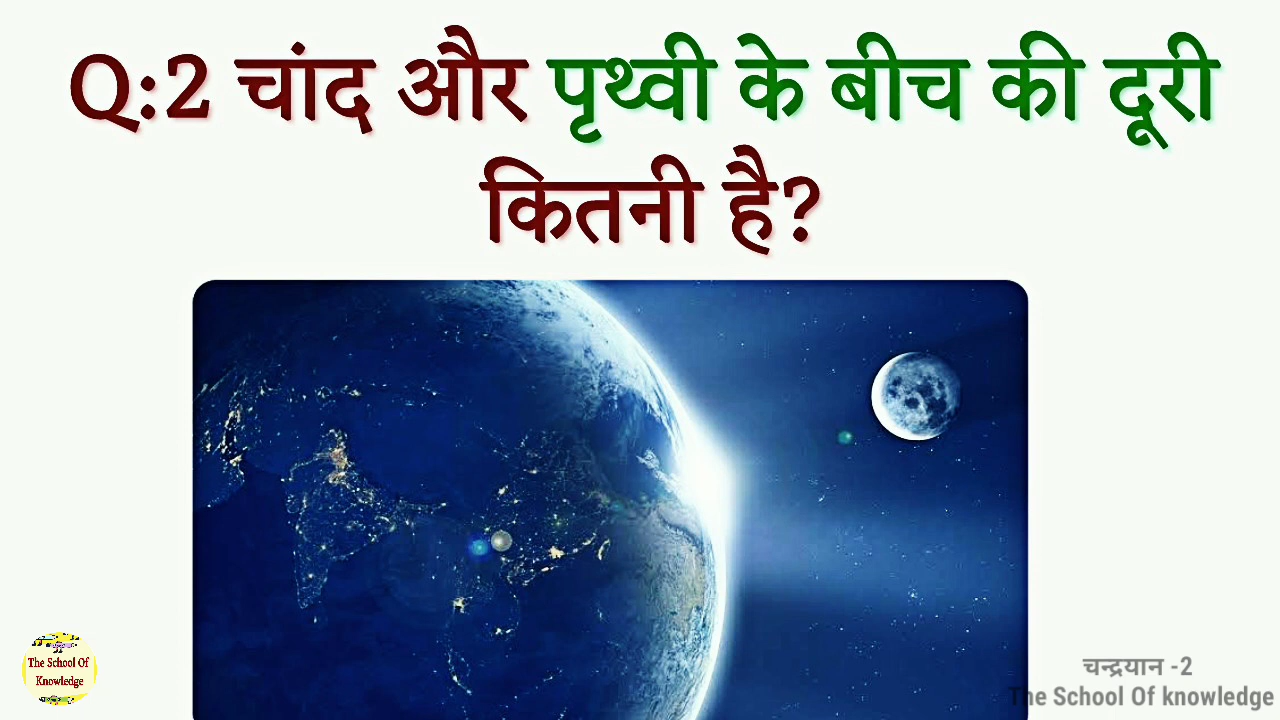 Q:2 चांद और पृथ्वी के बीच की दूरी
कितनी है?
The School Of
Knowledge
चन्द्रयान -2
The School Of knowledge